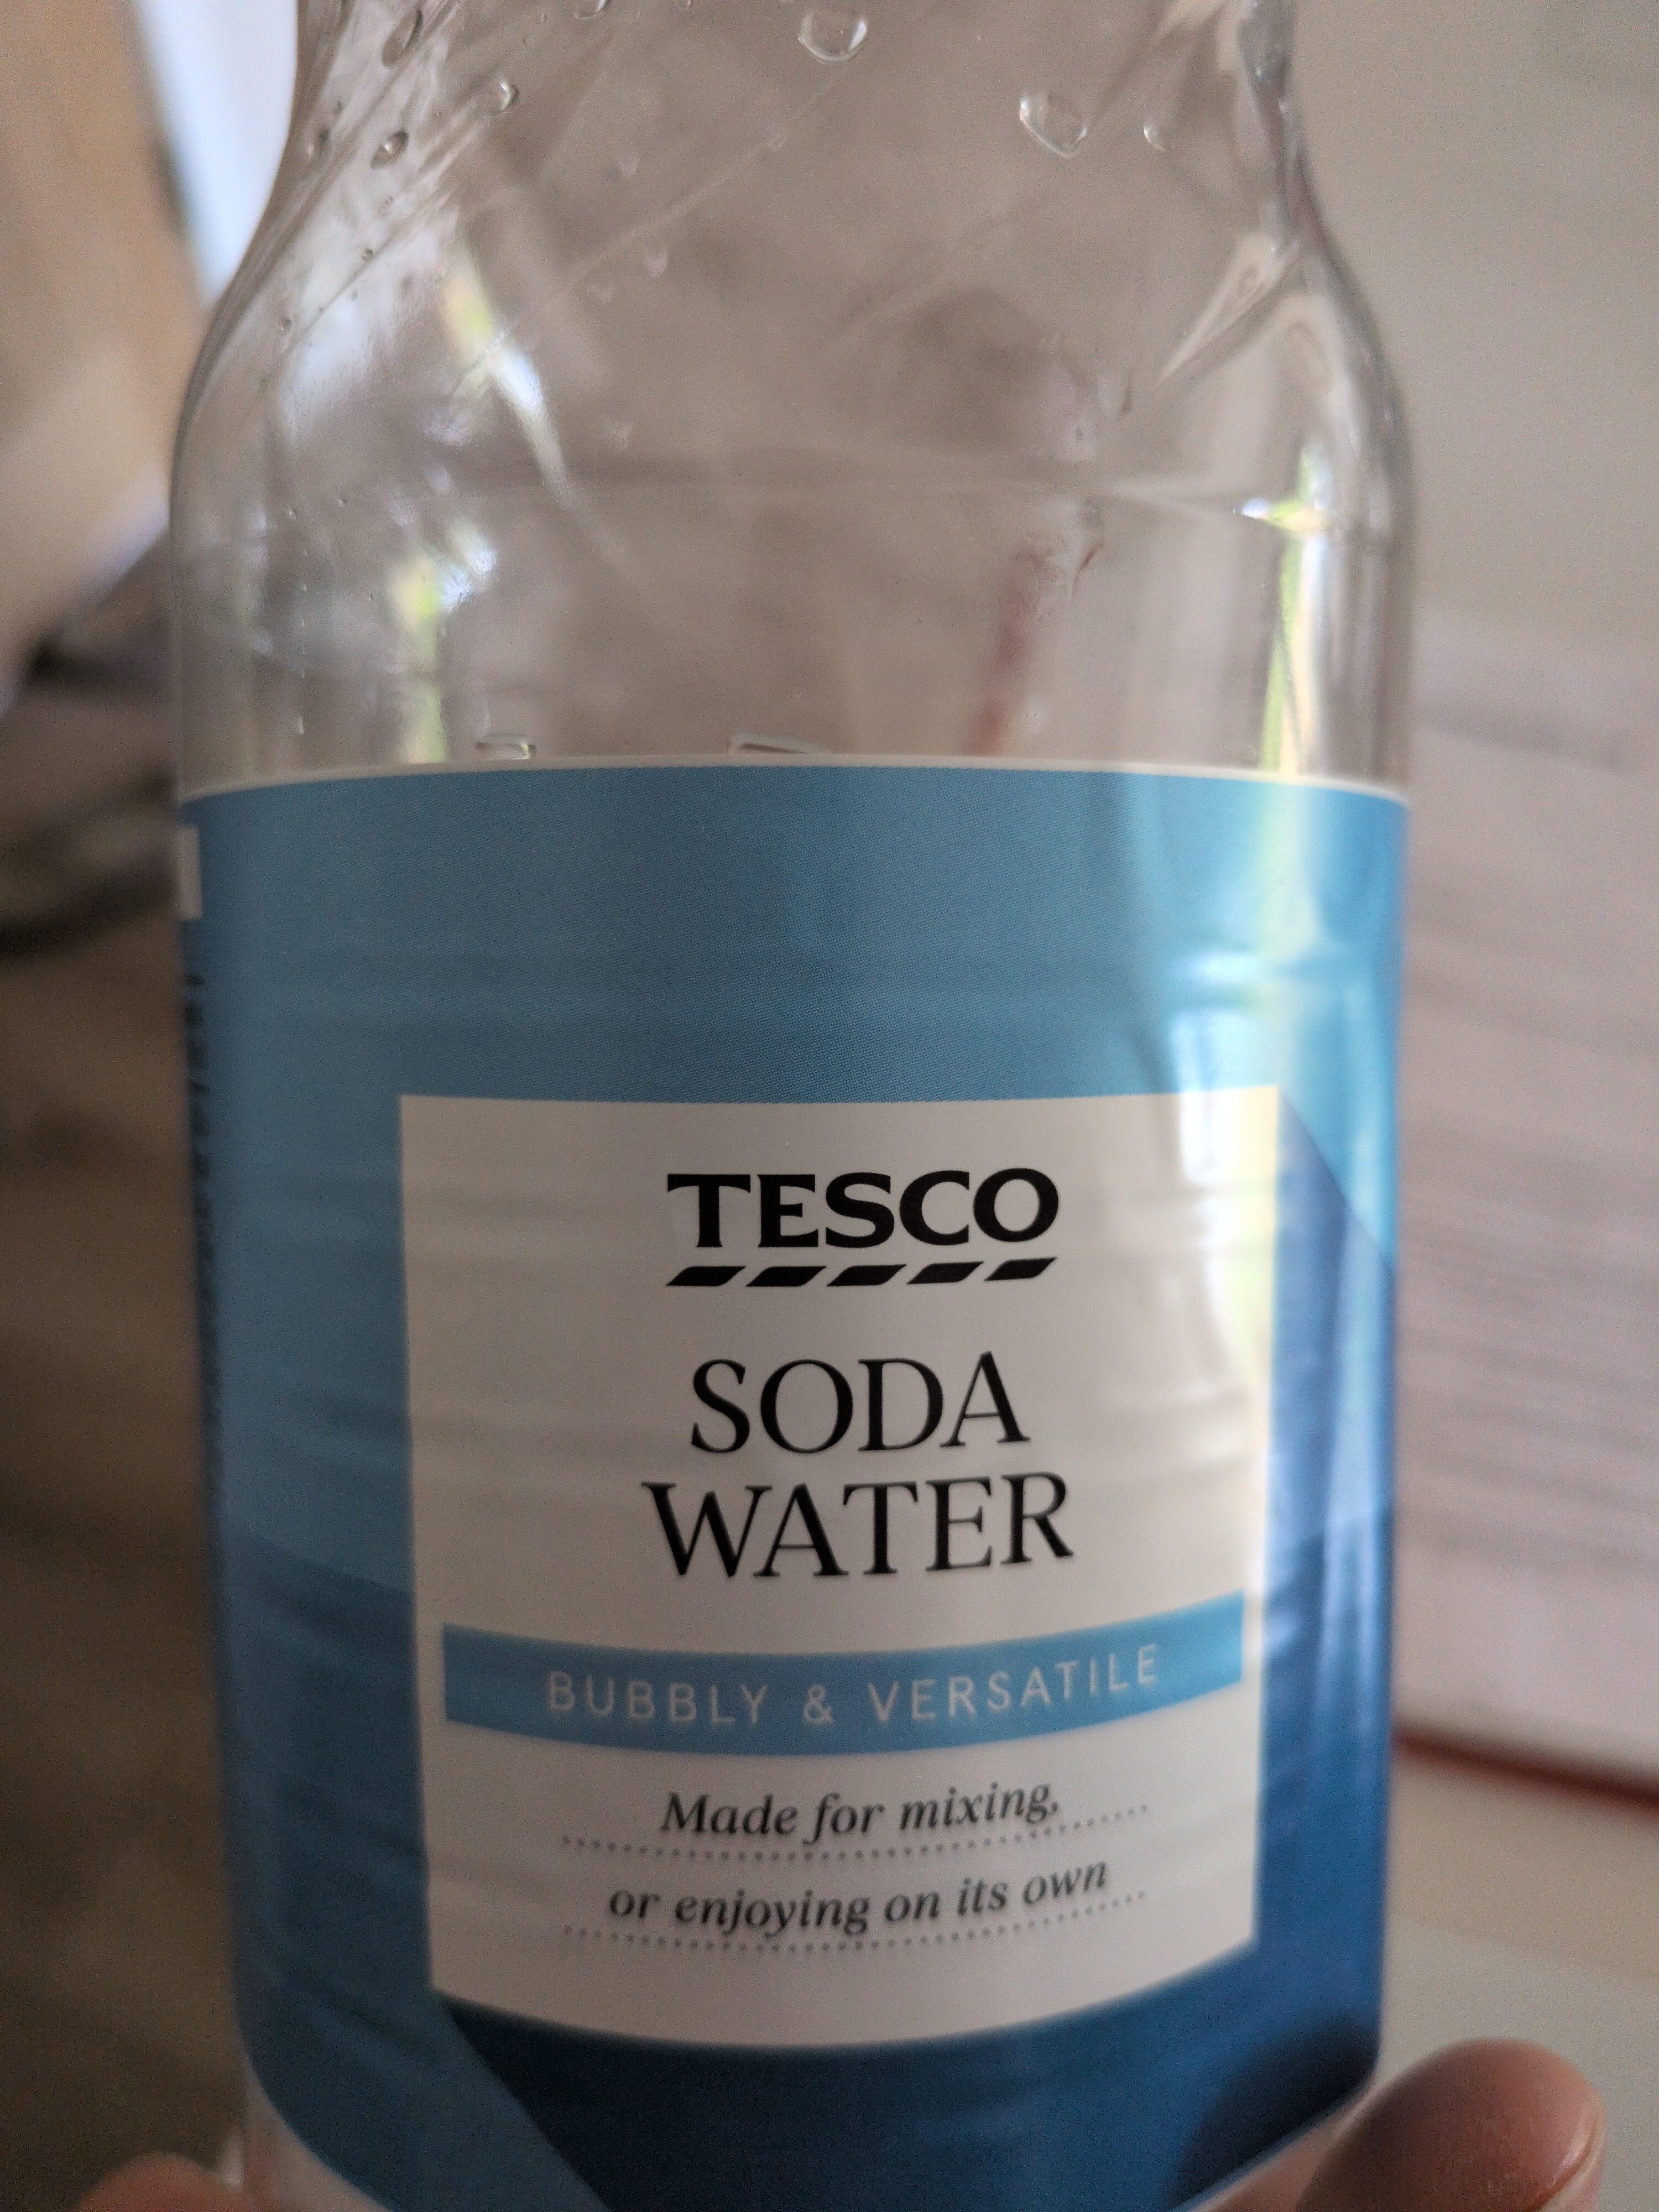 TESCO
SODA
WATER
BUBBLY & VERSATILE
Made for mixing,
or enjoying on its own